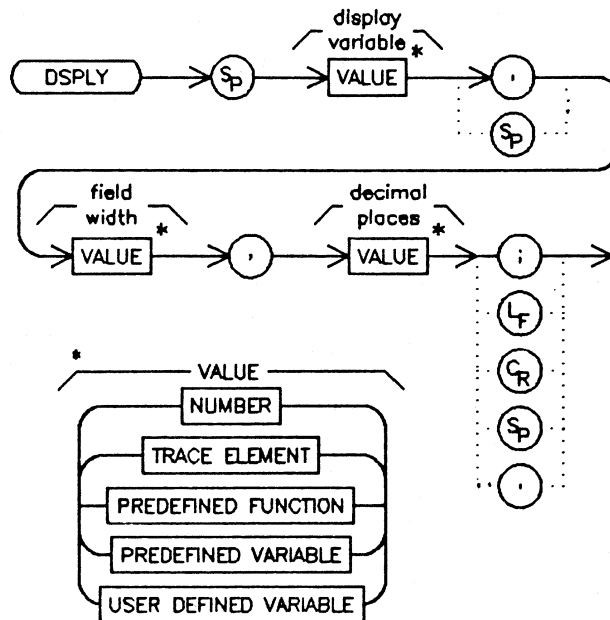 display
variable
*
DSPLY
SP
VALUE
,
SP
field
width
*
decimal
places
*
VALUE
,
VALUE
;
LF
CR
SP
,
*
VALUE
NUMBER
TRACE ELEMENT
PREDEFINED FUNCTION
PREDEFINED VARIABLE
USER DEFINED VARIABLE